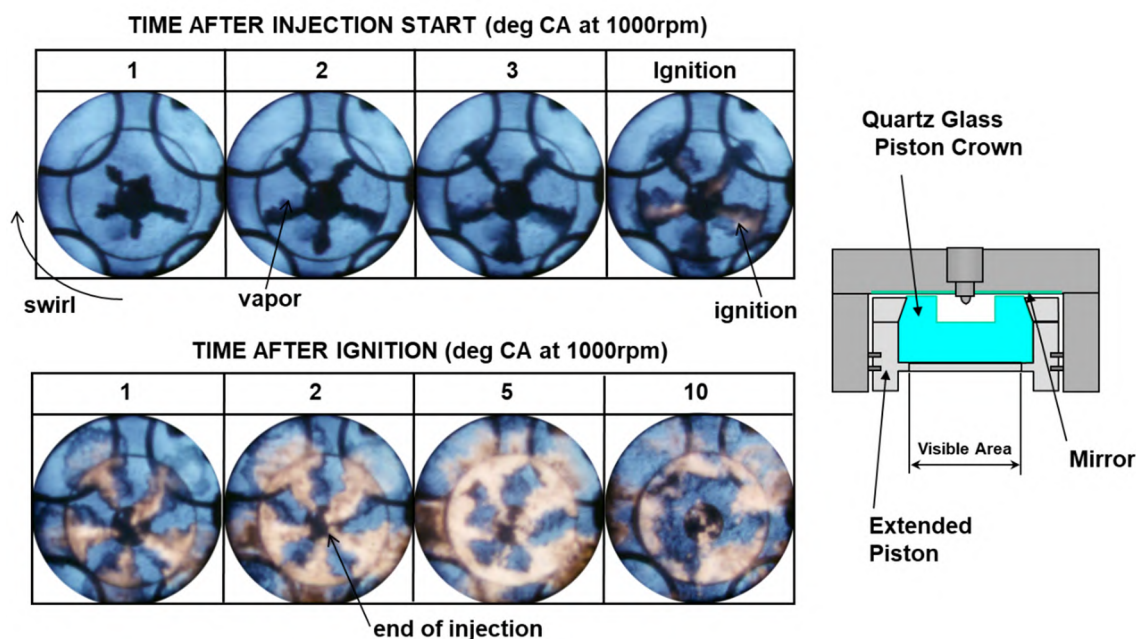 TIME AFTER INJECTION START (deg CA at 1000rpm)
1
2
3
Ignition
swirl
vapor
ignition
TIME AFTER IGNITION (deg CA at 1000rpm)
1
2
5
10
end of injection
Quartz Glass
Piston Crown
Visible Area
Mirror
Extended
Piston